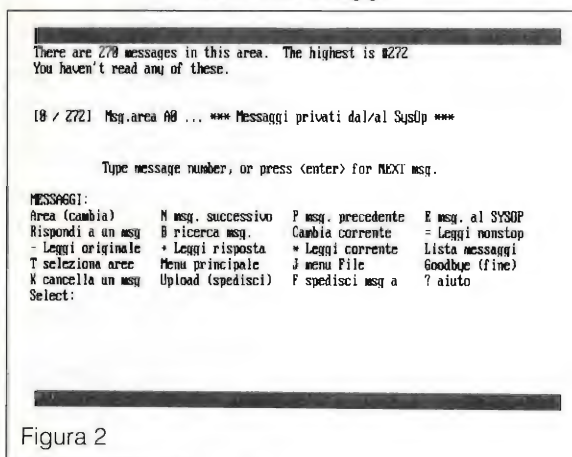 There are 270 messages in this area. The highest is #272
You haven't read any of these.
[0 / 272] Msg.area A0 ... *** Messaggi privati dal/al SysOp ***
Type message number, or press <enter> for NEXT msg.
MESSAGGI:
Area (cambia) N msg. successivo P msg. precedente E msg. al SYSOP
Rispondi a un msg B ricerca msg. Cambia corrente = Leggi nonstop
- Leggi originale + Leggi risposta * Leggi corrente Lista messaggi
T seleziona aree Menu principale J menu File Goodbye (fine)
K cancella un msg Upload (spedisci) F spedisci msg a ? aiuto
Select:
Figura 2